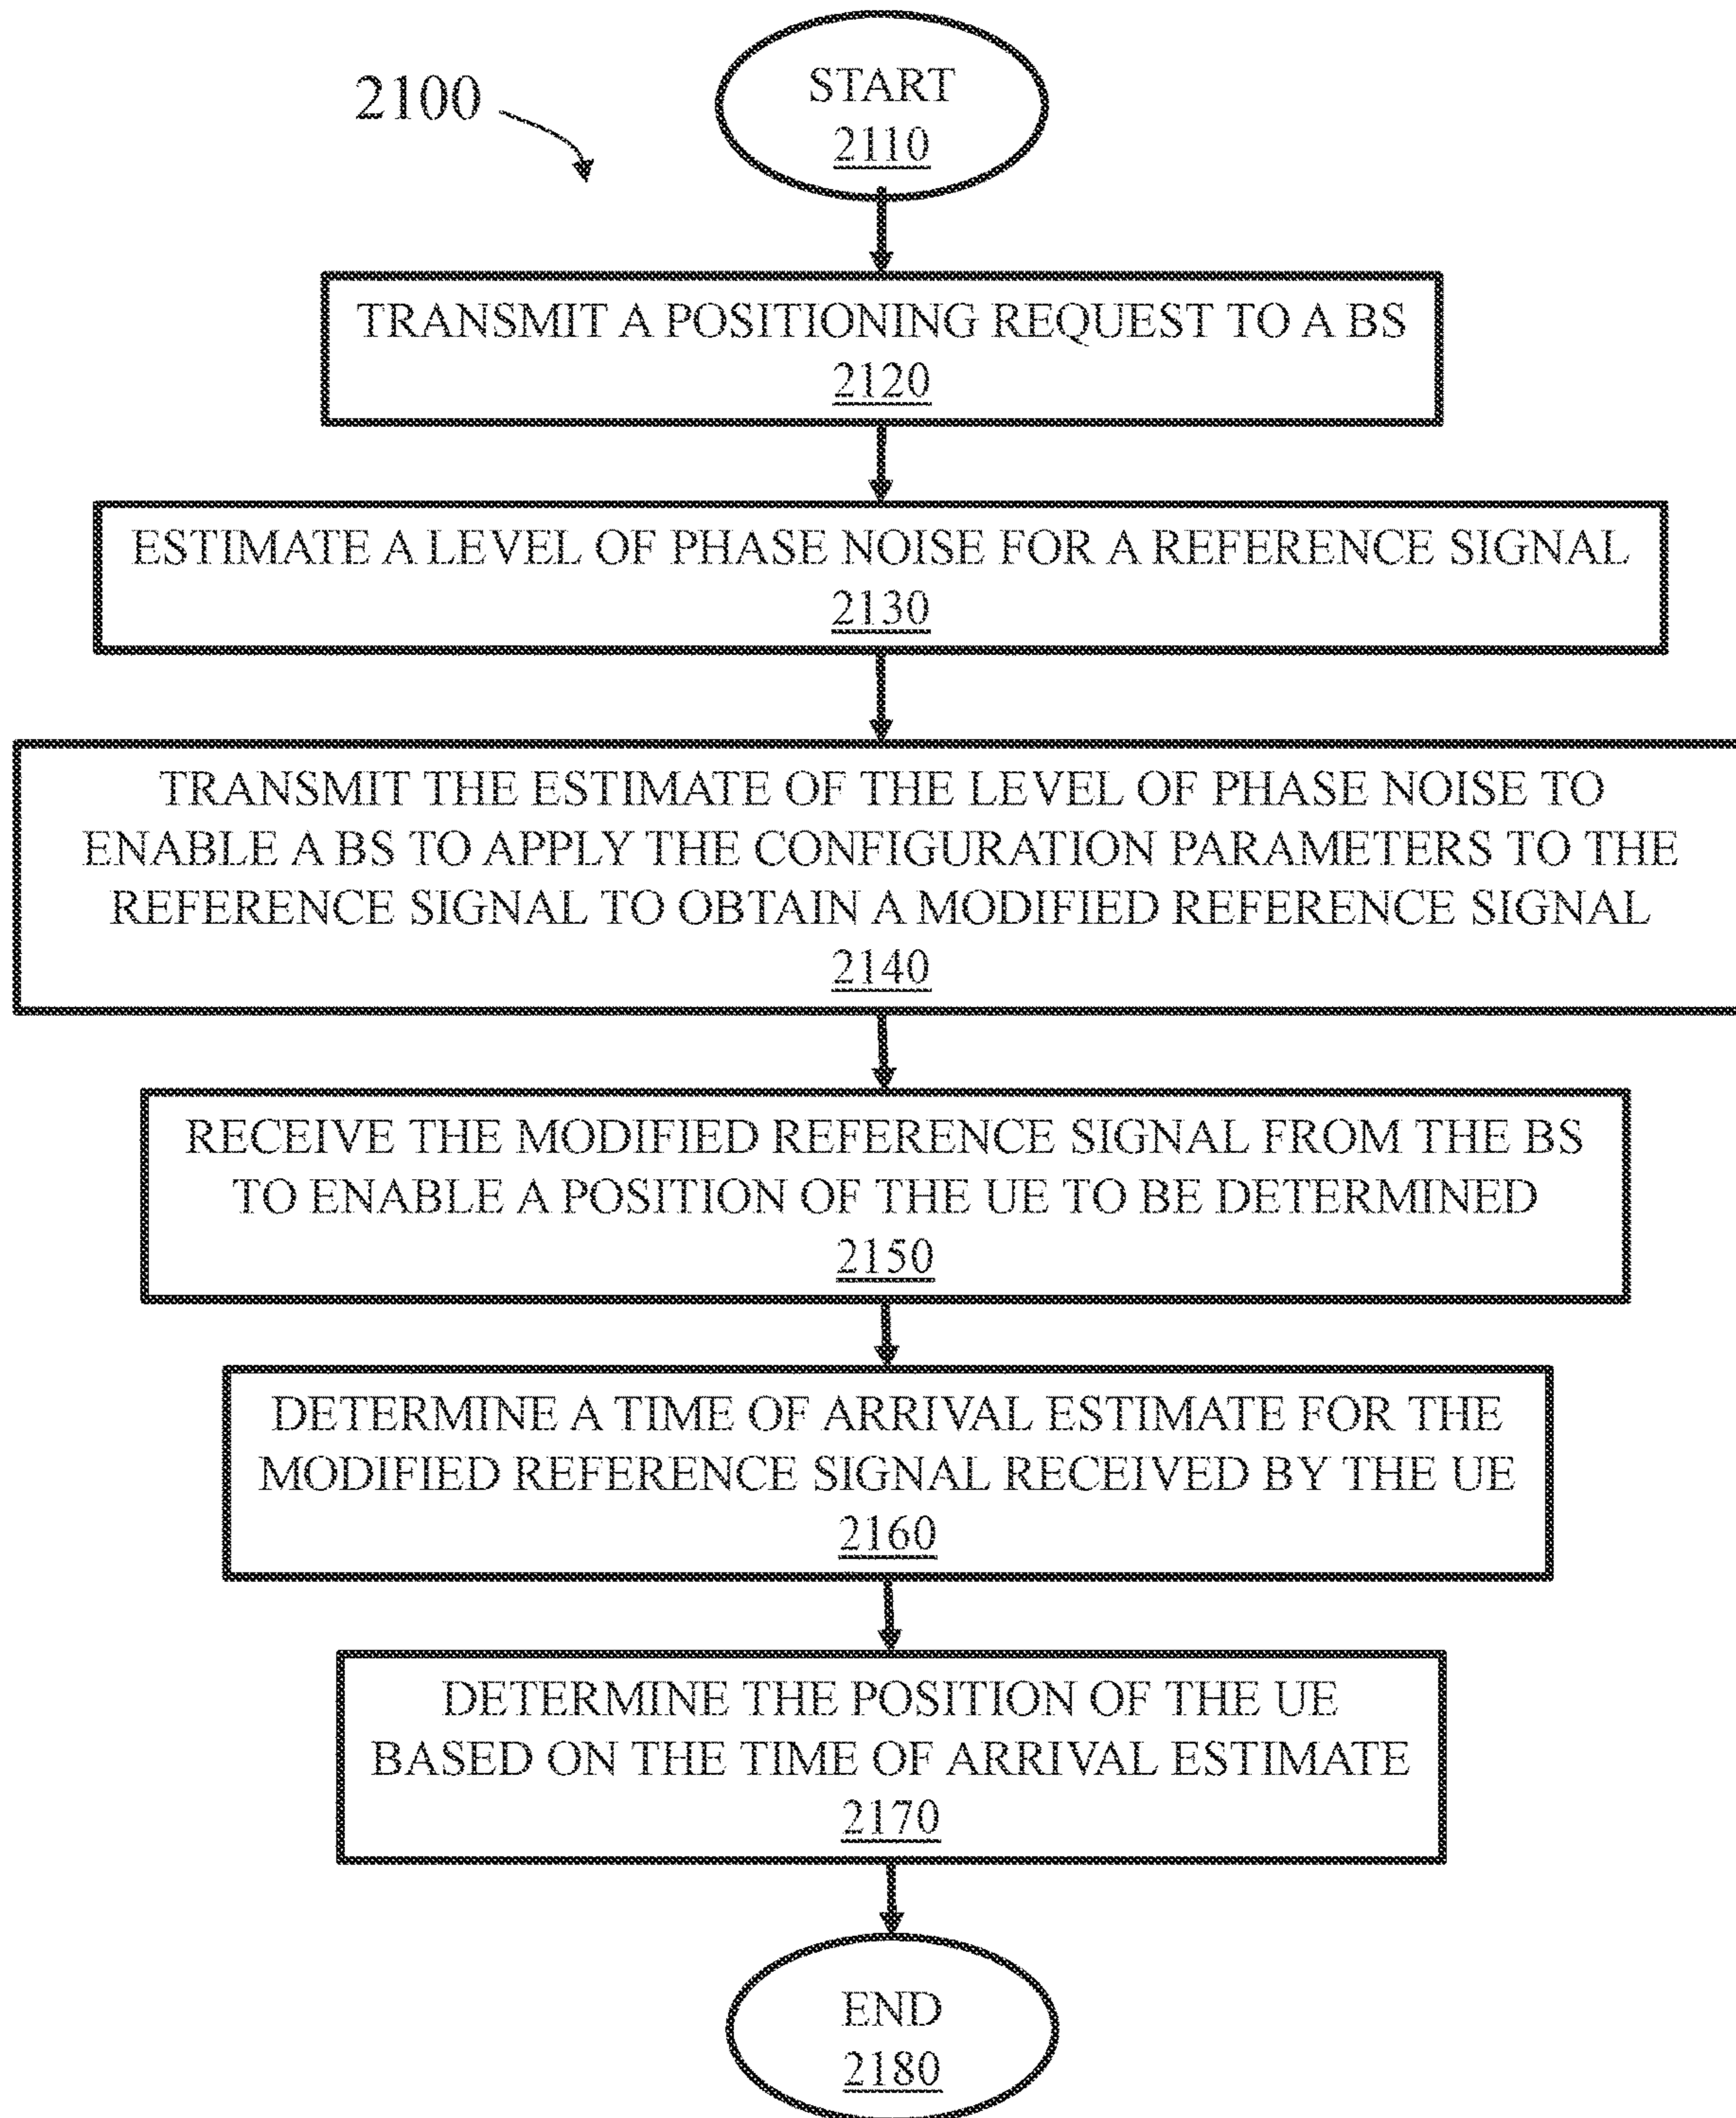 2100
START
2110
TRANSMIT A POSITIONING REQUEST TO A BS
2120
ESTIMATE A LEVEL OF PHASE NOISE FOR A REFERENCE SIGNAL
2130
TRANSMIT THE ESTIMATE OF THE LEVEL OF PHASE NOISE TO
ENABLE A BS TO APPLY THE CONFIGURATION PARAMETERS TO THE
REFERENCE SIGNAL TO OBTAIN A MODIFIED REFERENCE SIGNAL
2140
RECEIVE THE MODIFIED REFERENCE SIGNAL FROM THE BS
TO ENABLE A POSITION OF THE UE TO BE DETERMINED
2150
DETERMINE A TIME OF ARRIVAL ESTIMATE FOR THE
MODIFIED REFERENCE SIGNAL RECEIVED BY THE UE
2160
DETERMINE THE POSITION OF THE UE
BASED ON THE TIME OF ARRIVAL ESTIMATE
2170
END
2180